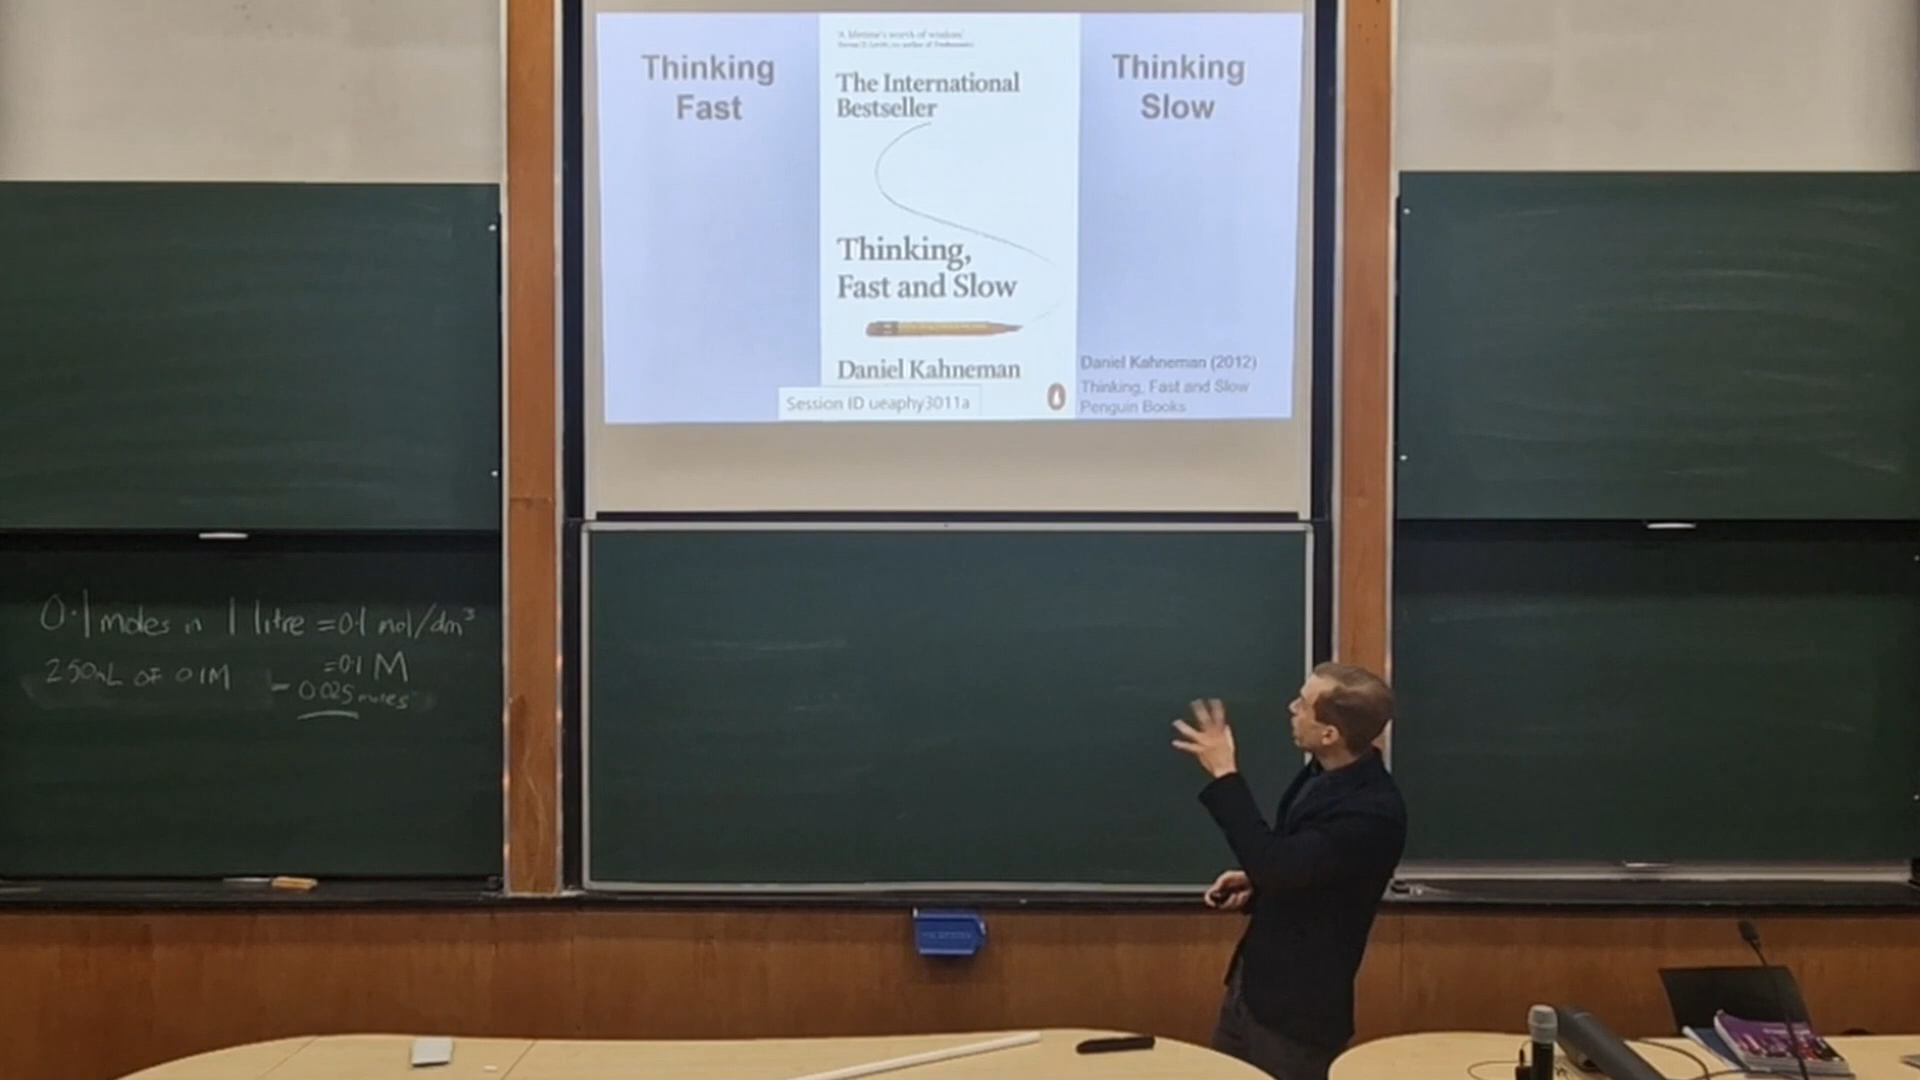 Thinking
Fast
'A lifetime's worth of wisdom'
The International
Bestseller
Thinking,
Fast and Slow
Daniel Kahneman
Session ID ueaphy3011a
Thinking
Slow
Daniel Kahneman (2012)
Thinking, Fast and Slow
Penguin Books
0.1 moles in 1 litre = 0.1 mol/dm³
= 0.1 M
250mL OF 0.1M = 0.025 moles